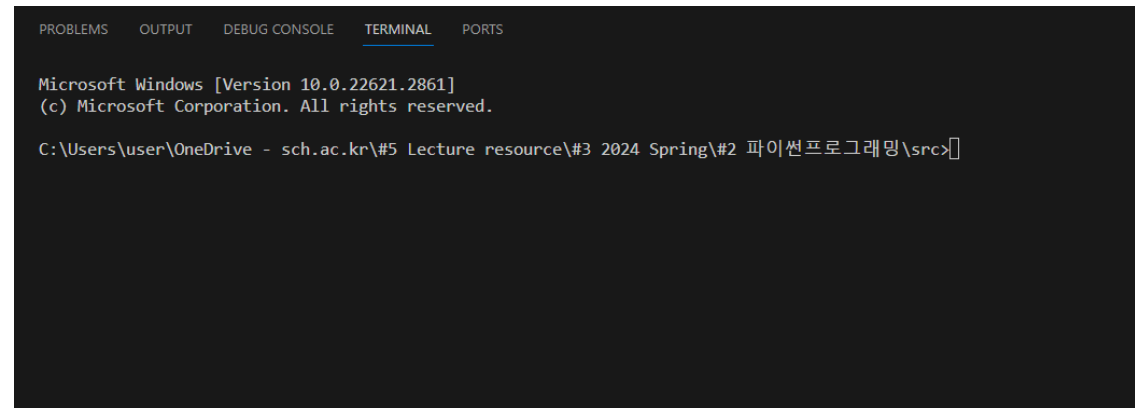 PROBLEMS OUTPUT DEBUG CONSOLE TERMINAL PORTS
Microsoft Windows [Version 10.0.22621.2861]
(c) Microsoft Corporation. All rights reserved.
C:\Users\user\OneDrive - sch.ac.kr\#5 Lecture resource\#3 2024 Spring\#2 파이썬프로그래밍\src>